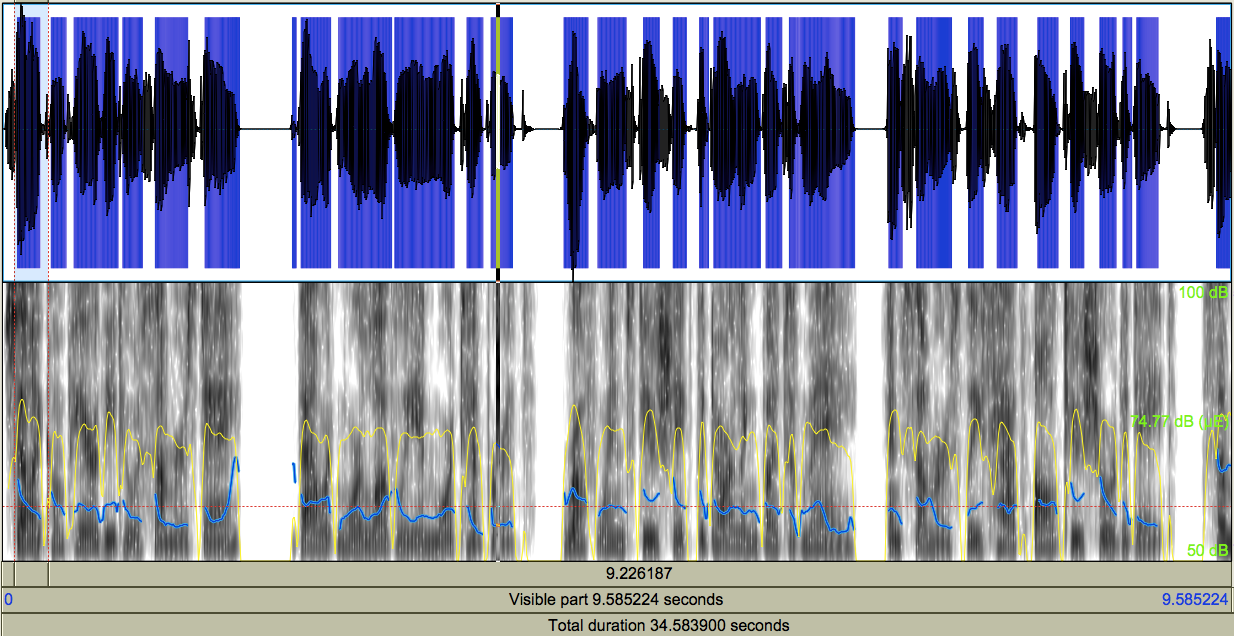 100 dB
74.77 dB (µE)
50 dB
9.226187
0 Visible part 9.585224 seconds 9.585224
Total duration 34.583900 seconds